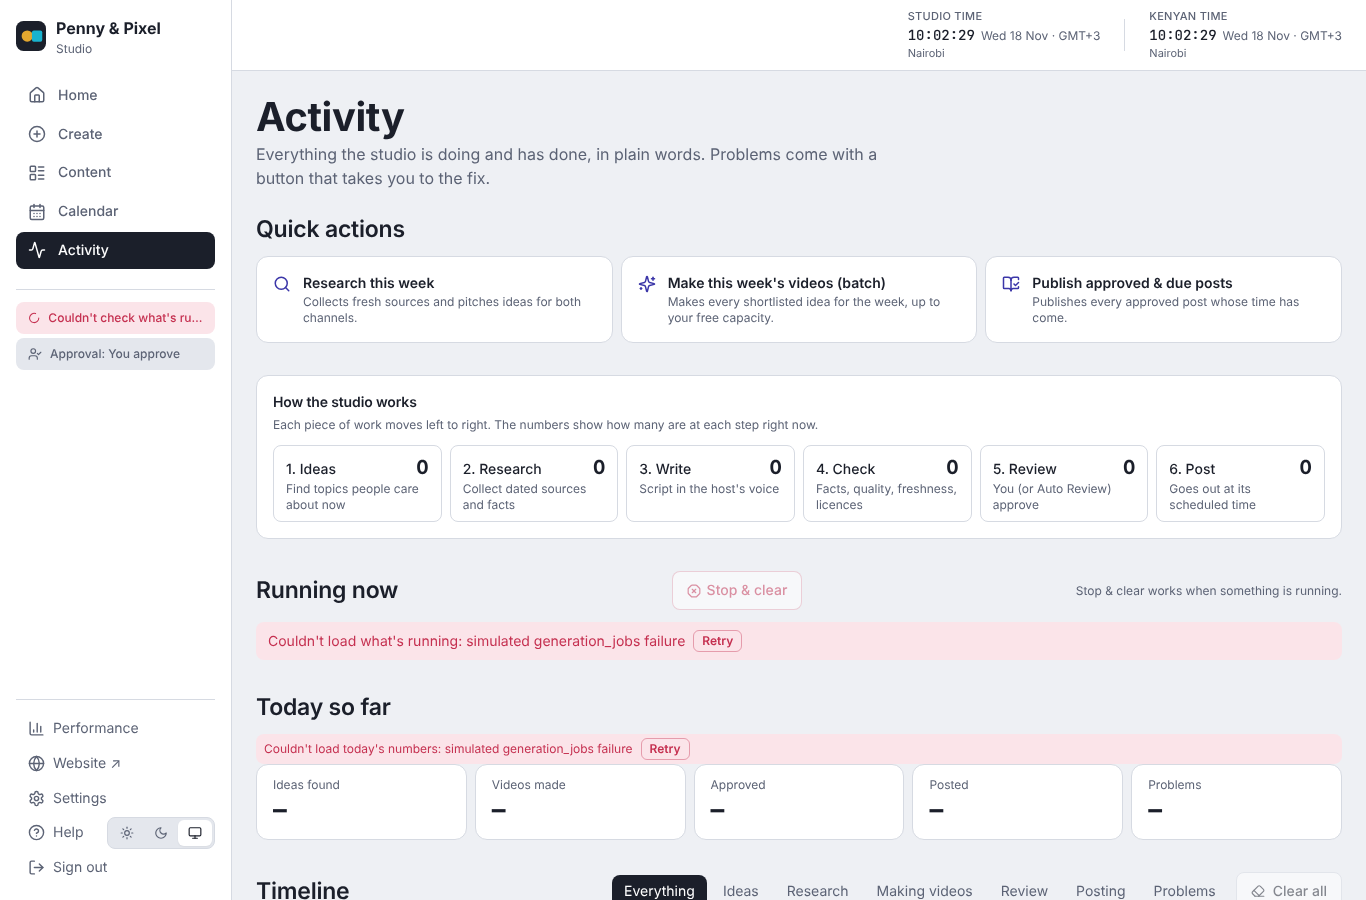 Penny & Pixel
Studio
Home
Create
Content
Calendar
Activity
Couldn't check what's ru...
Approval: You approve
Performance
Website ↗
Settings
Help
Sign out
STUDIO TIME
10:02:29 Wed 18 Nov · GMT+3
Nairobi
KENYAN TIME
10:02:29 Wed 18 Nov · GMT+3
Nairobi
Activity
Everything the studio is doing and has done, in plain words. Problems come with a
button that takes you to the fix.
Quick actions
Research this week
Collects fresh sources and pitches ideas for both
channels.
Make this week's videos (batch)
Makes every shortlisted idea for the week, up to
your free capacity.
Publish approved & due posts
Publishes every approved post whose time has
come.
How the studio works
Each piece of work moves left to right. The numbers show how many are at each step right now.
1. Ideas 0
Find topics people care
about now
2. Research 0
Collect dated sources
and facts
3. Write 0
Script in the host's voice
4. Check 0
Facts, quality, freshness,
licences
5. Review 0
You (or Auto Review)
approve
6. Post 0
Goes out at its
scheduled time
Running now
Stop & clear
Stop & clear works when something is running.
Couldn't load what's running: simulated generation_jobs failure Retry
Today so far
Couldn't load today's numbers: simulated generation_jobs failure Retry
Ideas found
–
Videos made
–
Approved
–
Posted
–
Problems
–
Timeline
Everything Ideas Research Making videos Review Posting Problems Clear all